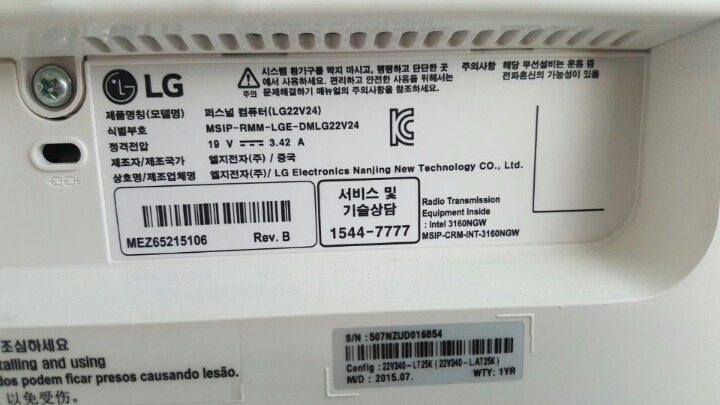 LG
주의
시스템 환기구를 막지 마시고, 평평하고 단단한 곳
에서 사용하세요. 편리하고 안전한 사용을 위해서는
문제해결하기 메뉴얼의 주의사항을 참조하세요.
주의사항
해당 무선설비는 운용 중
전파혼신의 가능성이 있음
제품명칭(모델명) 퍼스널 컴퓨터(LG22V24)
식별부호 MSIP-RMM-LGE-DMLG22V24
정격전압 19 V 3.42 A
제조자/제조국가 엘지전자(주) / 중국
상호명/제조업체명 엘지전자(주)/ LG Electronics Nanjing New Technology CO., Ltd.
MEZ65215106 Rev. B
서비스 및
기술상담
1544-7777
Radio Transmission
Equipment Inside
: Intel 3160NGW
MSIP-CRM-INT-3160NGW
조심하세요
talling and using
dos podem ficar presos causando lesão.
以免受伤。
S/N : 507NZUD016854
Config : 22V240-LT25K ( 22V240-L.AT25K)
M/D : 2015.07. WTY: 1YR